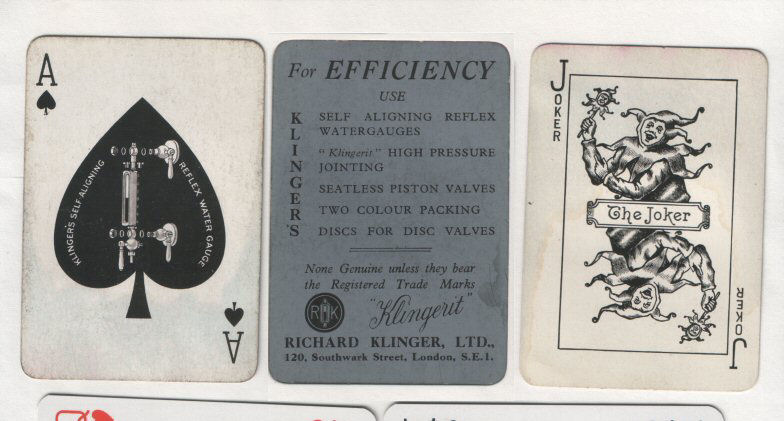 A
KLINGER'S SELF ALIGNING
REFLEX WATER GAUGE
A
For EFFICIENCY
USE
KLINGER'S
SELF ALIGNING REFLEX
WATERGAUGES
"Klingerit" HIGH PRESSURE
JOINTING
SEATLESS PISTON VALVES
TWO COLOUR PACKING
DISCS FOR DISC VALVES
None Genuine unless they bear
the Registered Trade Marks
RK "Klingerit"
RICHARD KLINGER, LTD.,
120, Southwark Street, London, S.E.1.
JOKER
The Joker
JOKER